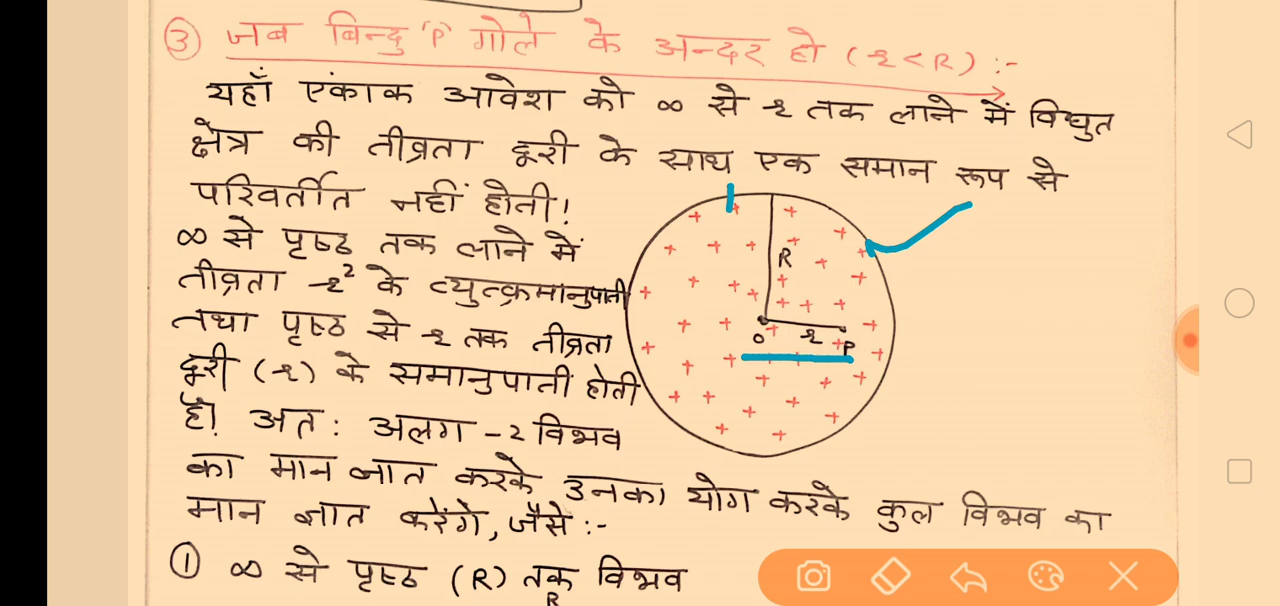 ③ जब बिन्दु 'P' गोले के अन्दर हो (r<R) :-
यहाँ एंकाक आवेश को ∞ से r तक लाने में विद्युत
क्षेत्र की तीव्रता दूरी के साथ एक समान रूप से
परिवर्तीत नहीं होती!
∞ से पृष्ठ तक लाने में
तीव्रता r² के व्युत्क्रमानुपाती
तथा पृष्ठ से r तक तीव्रता
दूरी (r) के समानुपाती होती
है। अत: अलग-2 विभव
का मान ज्ञात करके उनका योग करके कुल विभव का
मान ज्ञात करेंगे, जैसे :-
① ∞ से पृष्ठ (R) तक विभव
R
R
O r P